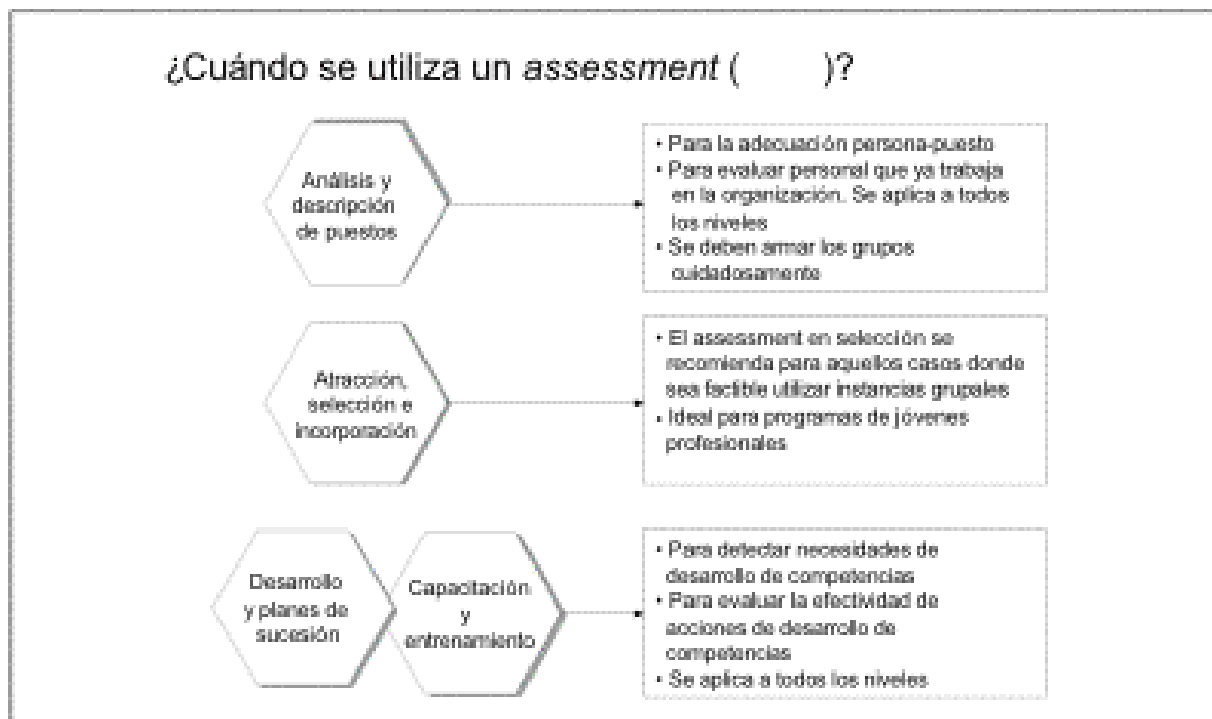 ¿Cuándo se utiliza un assessment ( )?
Análisis y
descripción
de puestos
• Para la adecuación persona-puesto
• Para evaluar personal que ya trabaja
en la organización. Se aplica a todos
los niveles
• Se deben armar los grupos
cuidadosamente
Atracción,
selección e
incorporación
• El assessment en selección se
recomienda para aquellos casos donde
sea factible utilizar instancias grupales
• Ideal para programas de jóvenes
profesionales
Desarrollo
y planes de
sucesión
Capacitación
y
entrenamiento
• Para detectar necesidades de
desarrollo de competencias
• Para evaluar la efectividad de
acciones de desarrollo de
competencias
• Se aplica a todos los niveles